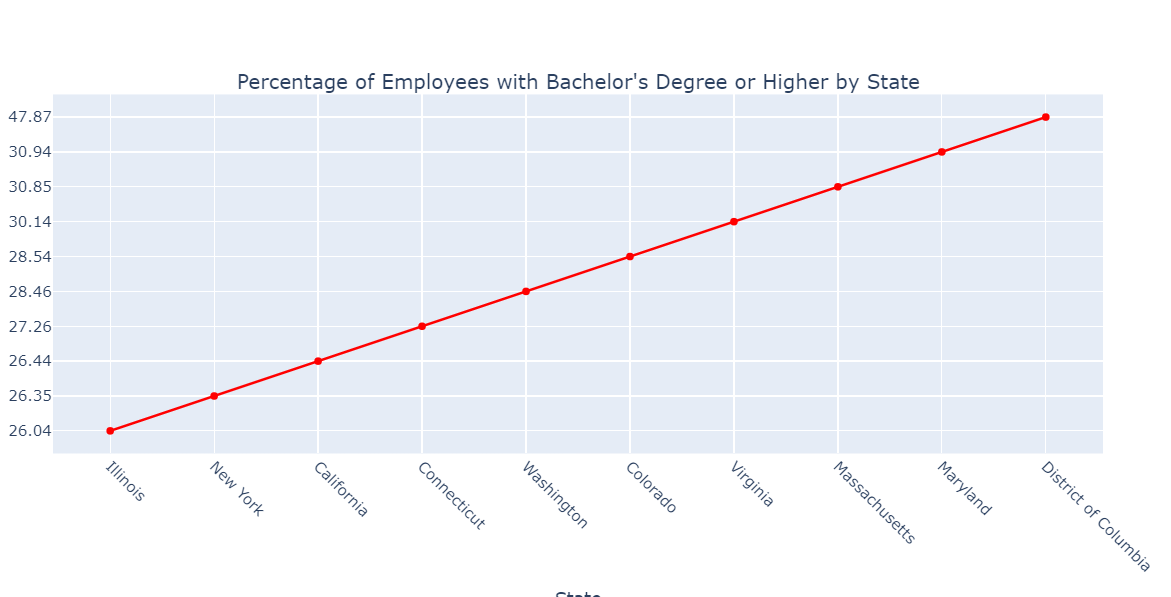 Percentage of Employees with Bachelor's Degree or Higher by State
47.87
30.94
30.85
30.14
28.54
28.46
27.26
26.44
26.35
26.04
Illinois
New York
California
Connecticut
Washington
Colorado
Virginia
Massachusetts
Maryland
District of Columbia
State